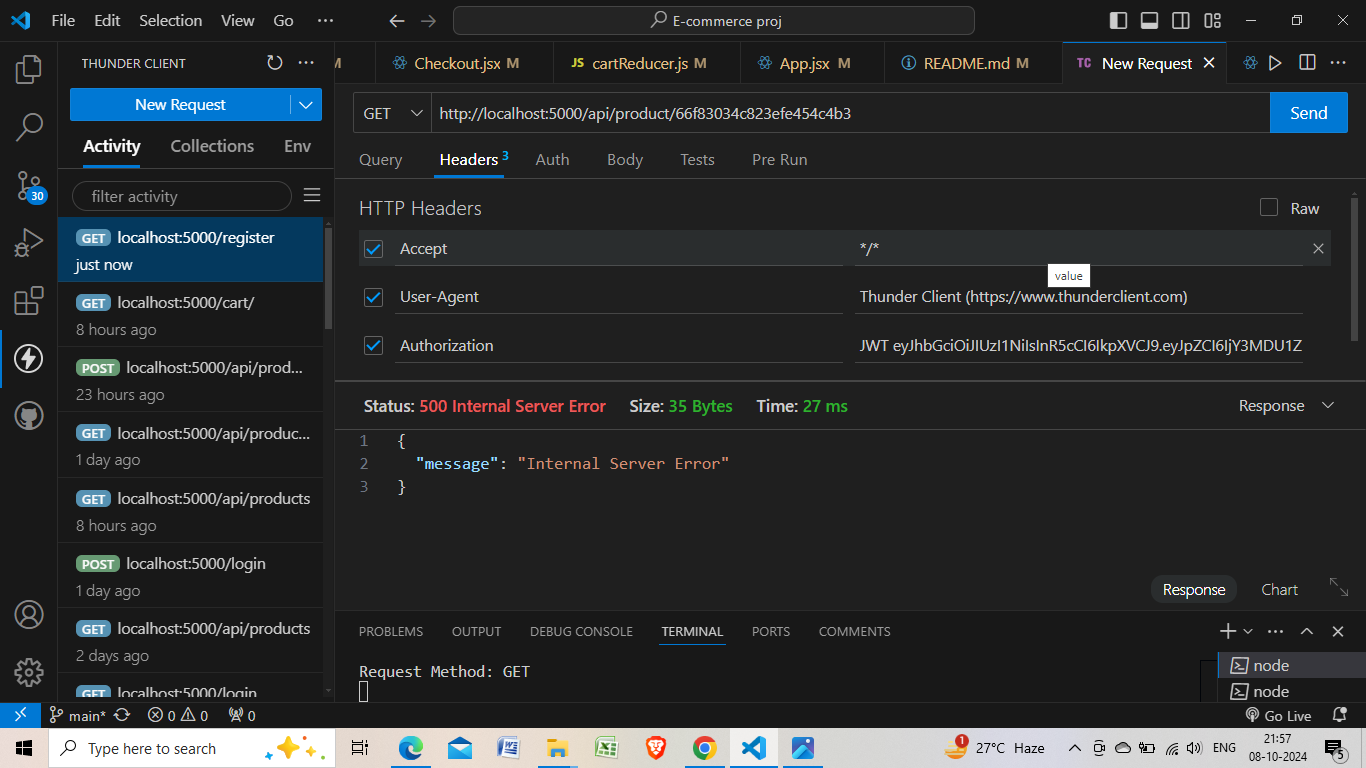 File Edit Selection View Go ···
E-commerce proj
THUNDER CLIENT
New Request
Activity Collections Env
filter activity
GET localhost:5000/register
just now
GET localhost:5000/cart/
8 hours ago
POST localhost:5000/api/prod...
23 hours ago
GET localhost:5000/api/produc...
1 day ago
GET localhost:5000/api/products
8 hours ago
POST localhost:5000/login
1 day ago
GET localhost:5000/api/products
2 days ago
GET localhost:5000/login
30
M Checkout.jsx M JS cartReducer.js M App.jsx M README.md M TC New Request
GET http://localhost:5000/api/product/66f83034c823efe454c4b3 Send
Query Headers 3 Auth Body Tests Pre Run
HTTP Headers Raw
Accept */*
value
User-Agent Thunder Client (https://www.thunderclient.com)
Authorization JWT eyJhbGciOiJIUzI1NiIsInR5cCI6IkpXVCJ9.eyJpZCI6IjY3MDU1Z
Status: 500 Internal Server Error Size: 35 Bytes Time: 27 ms Response
1 {
2 "message": "Internal Server Error"
3 }
Response Chart
PROBLEMS OUTPUT DEBUG CONSOLE TERMINAL PORTS COMMENTS
Request Method: GET
node
node
main* 0 0 0 Go Live
Type here to search
1 27°C Haze ENG 21:57
08-10-2024 5